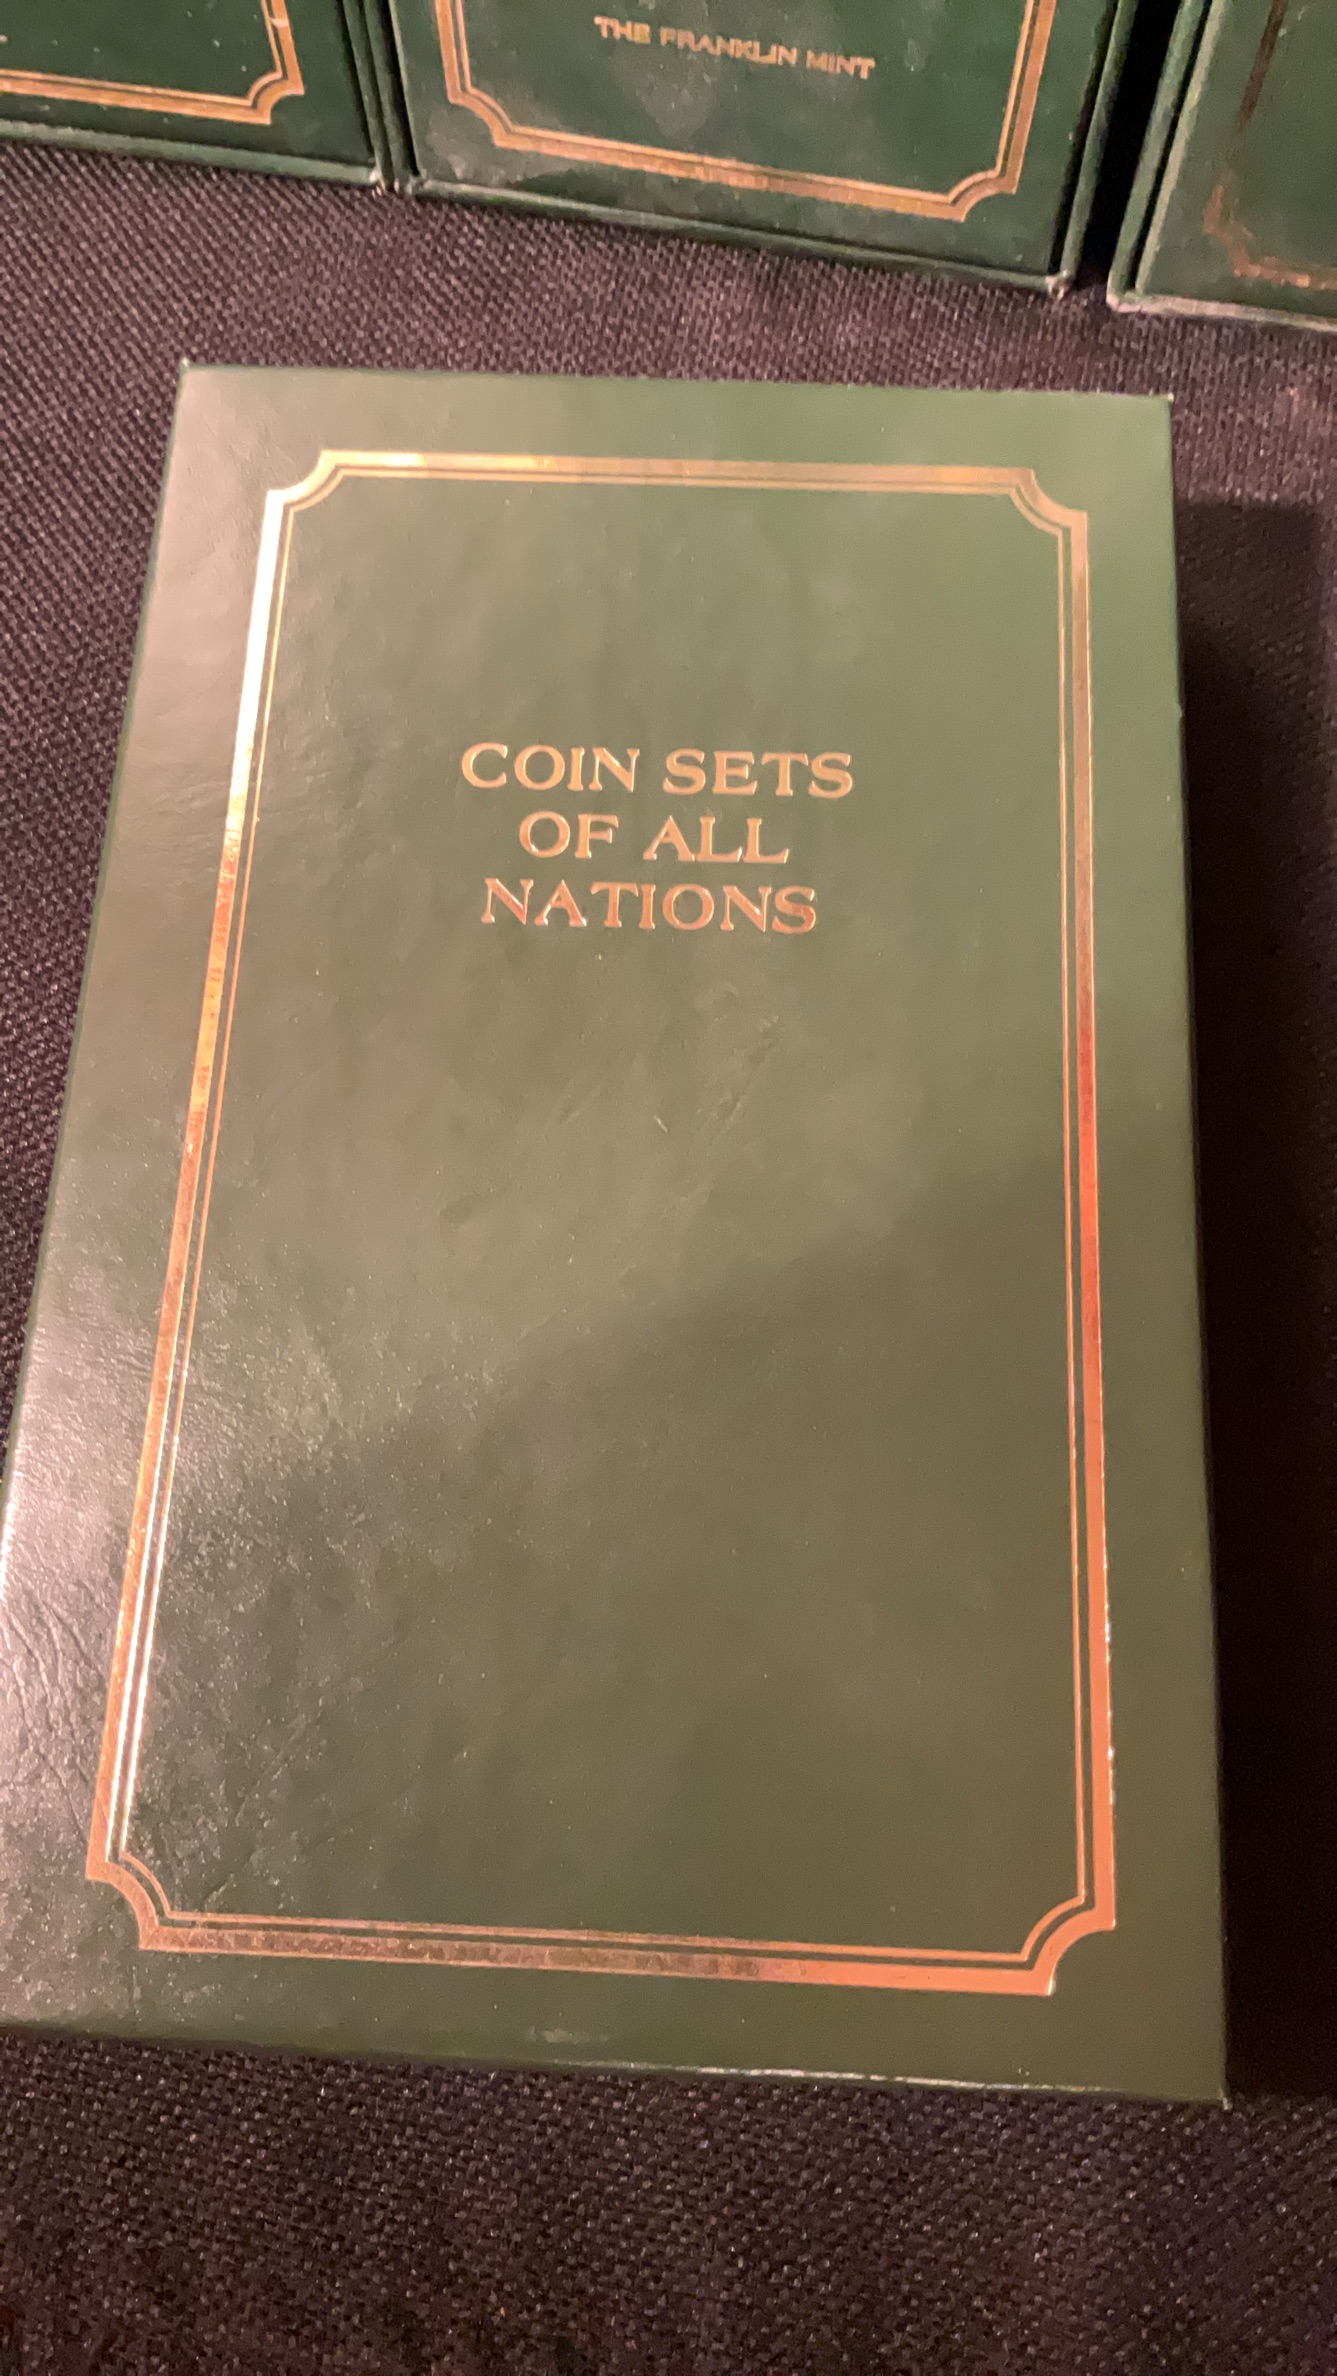 THE FRANKLIN MINT
COIN SETS
OF ALL
NATIONS